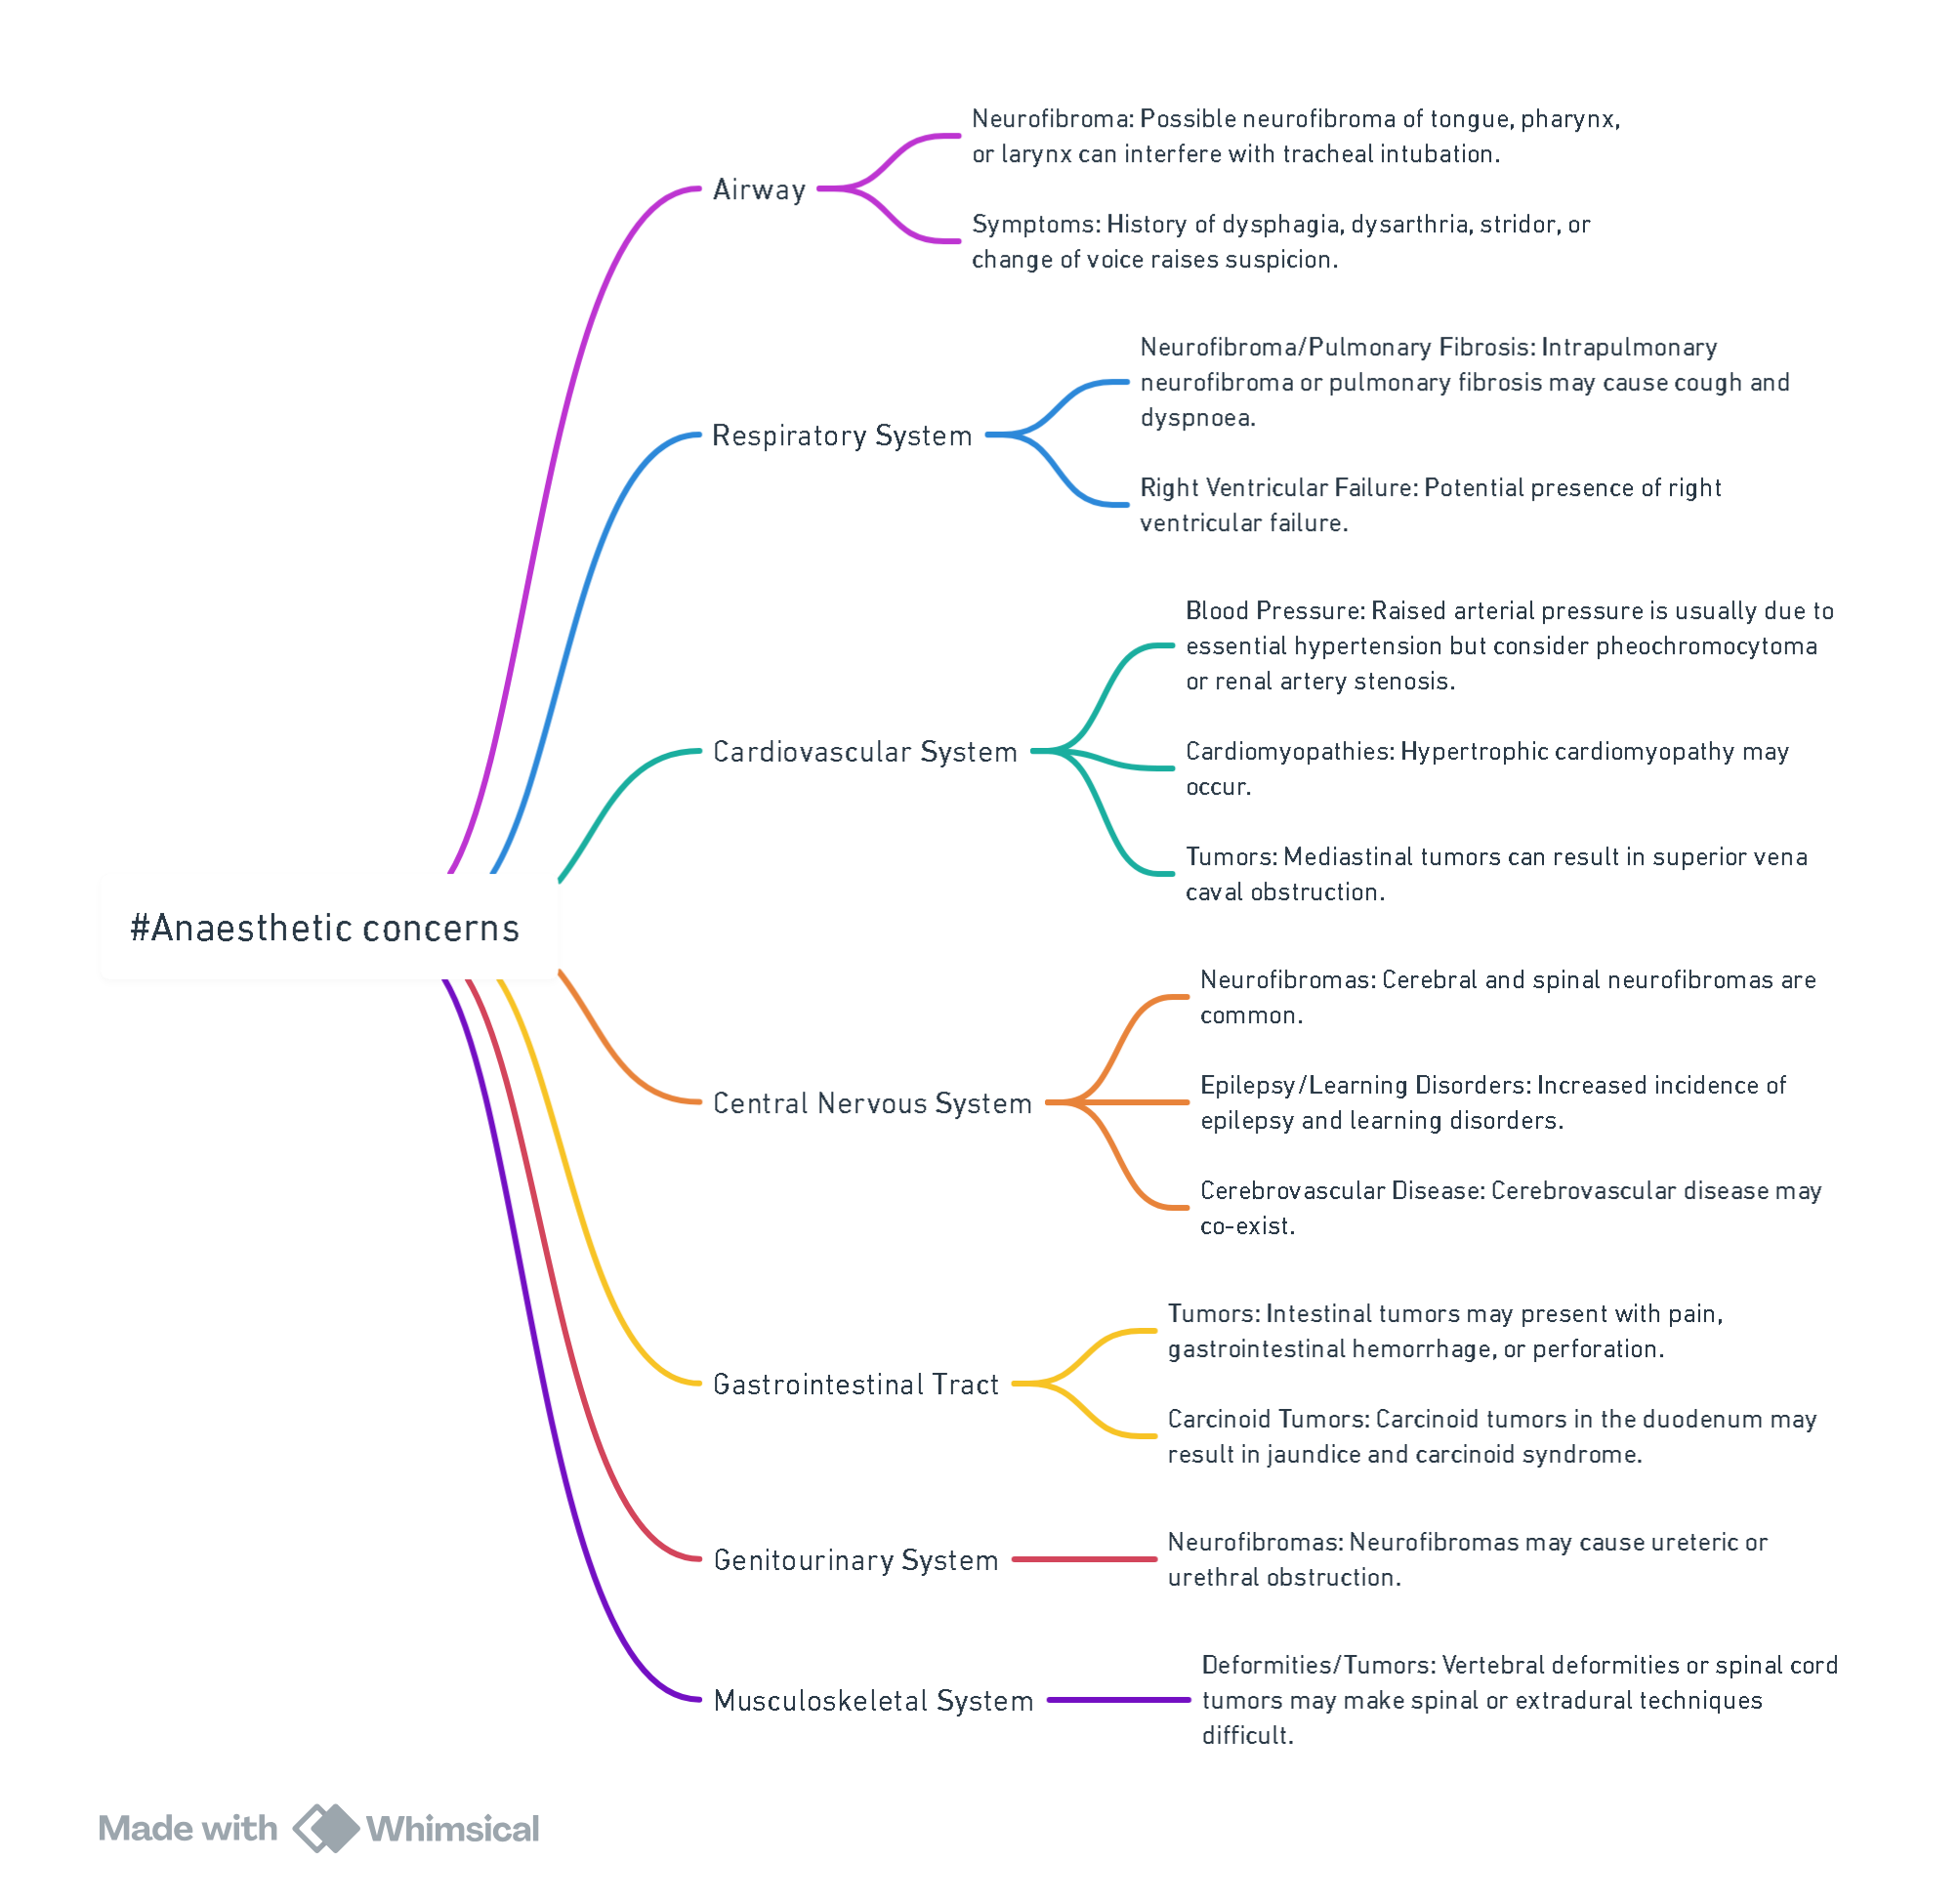 Neurofibroma: Possible neurofibroma of tongue, pharynx,
or larynx can interfere with tracheal intubation.
Airway
Symptoms: History of dysphagia, dysarthria, stridor, or
change of voice raises suspicion.
Neurofibroma/Pulmonary Fibrosis: Intrapulmonary
neurofibroma or pulmonary fibrosis may cause cough and
dyspnoea.
Respiratory System
Right Ventricular Failure: Potential presence of right
ventricular failure.
Blood Pressure: Raised arterial pressure is usually due to
essential hypertension but consider pheochromocytoma
or renal artery stenosis.
Cardiovascular System
Cardiomyopathies: Hypertrophic cardiomyopathy may
occur.
Tumors: Mediastinal tumors can result in superior vena
caval obstruction.
#Anaesthetic concerns
Neurofibromas: Cerebral and spinal neurofibromas are
common.
Central Nervous System
Epilepsy/Learning Disorders: Increased incidence of
epilepsy and learning disorders.
Cerebrovascular Disease: Cerebrovascular disease may
co-exist.
Tumors: Intestinal tumors may present with pain,
gastrointestinal hemorrhage, or perforation.
Gastrointestinal Tract
Carcinoid Tumors: Carcinoid tumors in the duodenum may
result in jaundice and carcinoid syndrome.
Genitourinary System
Neurofibromas: Neurofibromas may cause ureteric or
urethral obstruction.
Musculoskeletal System
Deformities/Tumors: Vertebral deformities or spinal cord
tumors may make spinal or extradural techniques
difficult.
Made with Whimsical